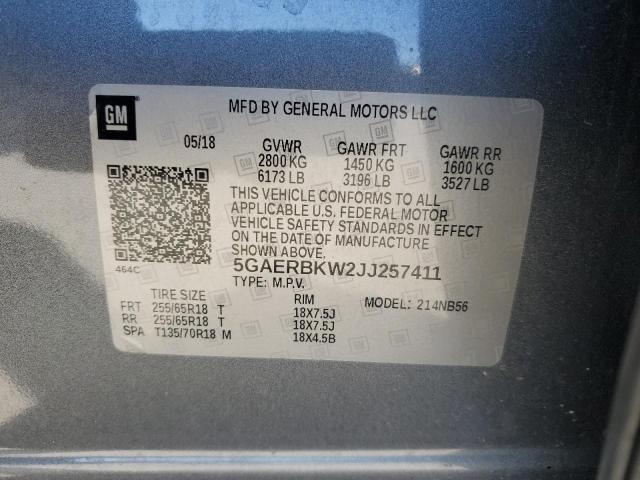 GM
MFD BY GENERAL MOTORS LLC
05/18 GVWR GAWR FRT GAWR RR
2800 KG 1450 KG 1600 KG
6173 LB 3196 LB 3527 LB
THIS VEHICLE CONFORMS TO ALL
APPLICABLE U.S. FEDERAL MOTOR
VEHICLE SAFETY STANDARDS IN EFFECT
ON THE DATE OF MANUFACTURE
SHOWN ABOVE.
464C
5GAERBKW2JJ257411
TYPE: M.P.V. MODEL: 214NB56
TIRE SIZE RIM
FRT 255/65R18 T 18X7.5J
RR 255/65R18 T 18X7.5J
SPA T135/70R18 M 18X4.5B